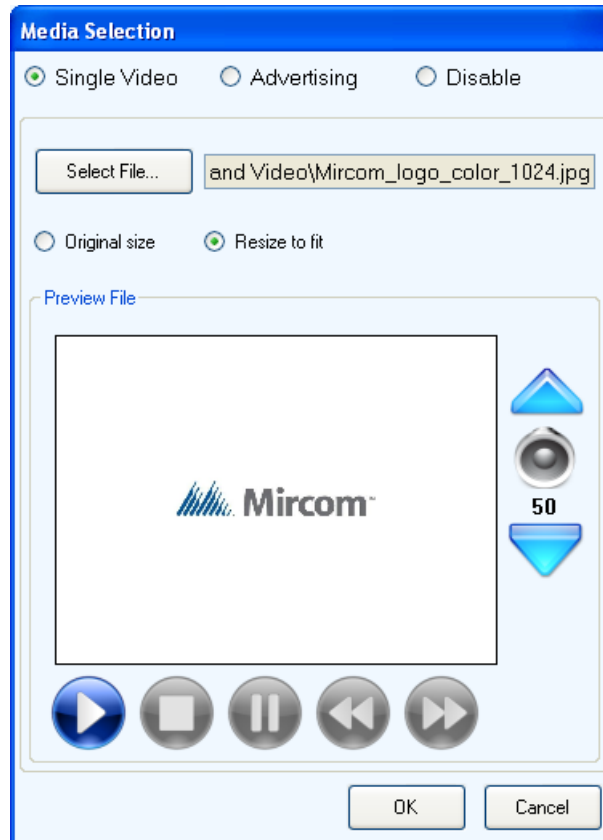 Media Selection
Single Video Advertising Disable
Select File... and Video\Mircom_logo_color_1024.jpg
Original size Resize to fit
Preview File
Mircom™
50
OK Cancel